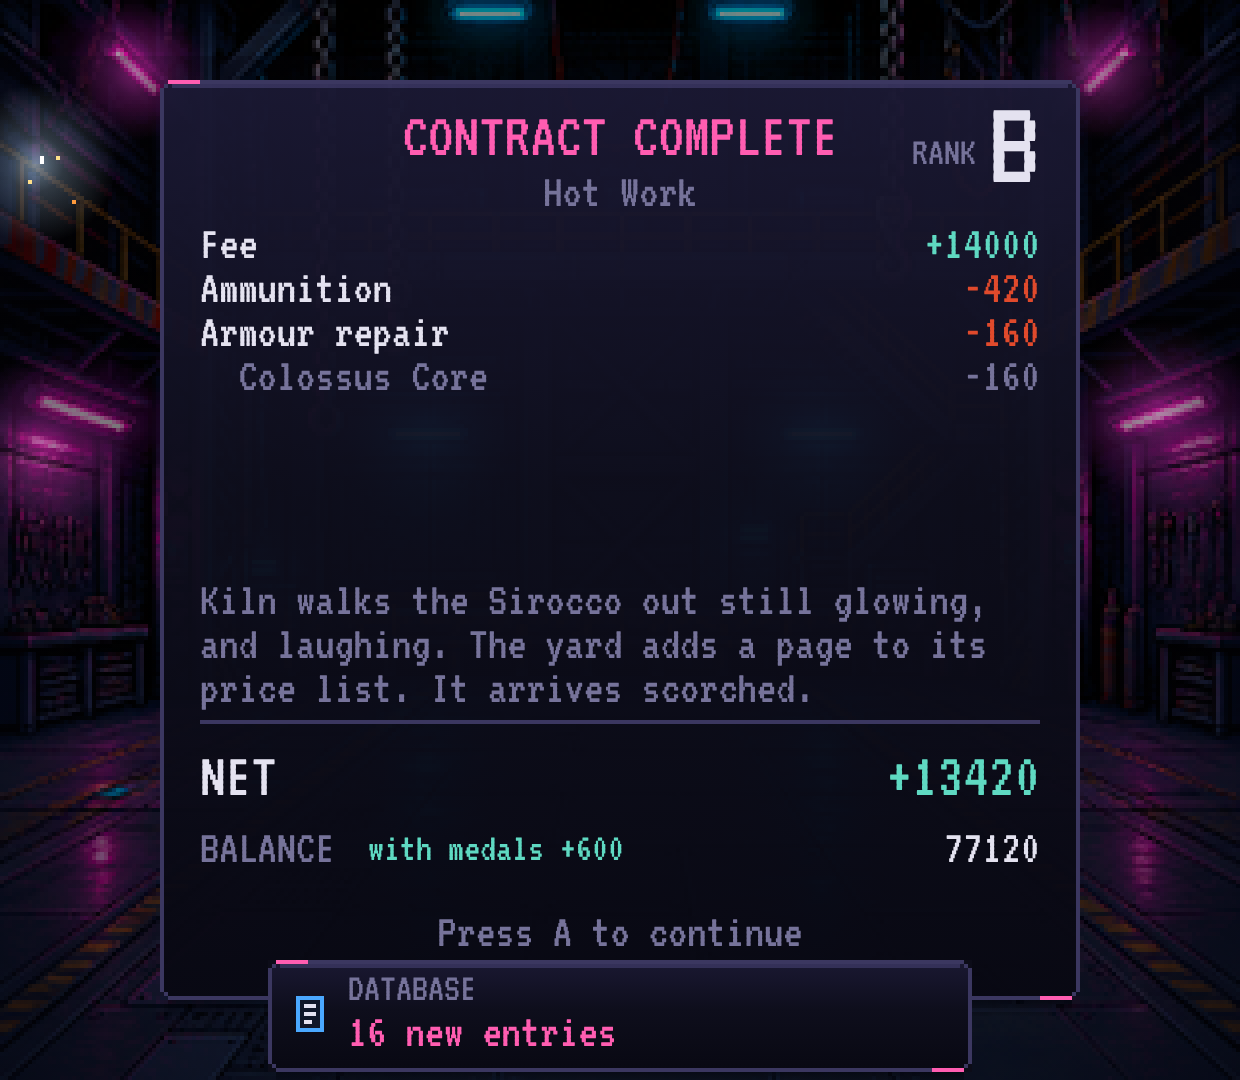 CONTRACT COMPLETE
RANK B
Hot Work
Fee +14000
Ammunition -420
Armour repair -160
Colossus Core -160
Kiln walks the Sirocco out still glowing,
and laughing. The yard adds a page to its
price list. It arrives scorched.
NET +13420
BALANCE with medals +600 77120
Press A to continue
DATABASE
16 new entries